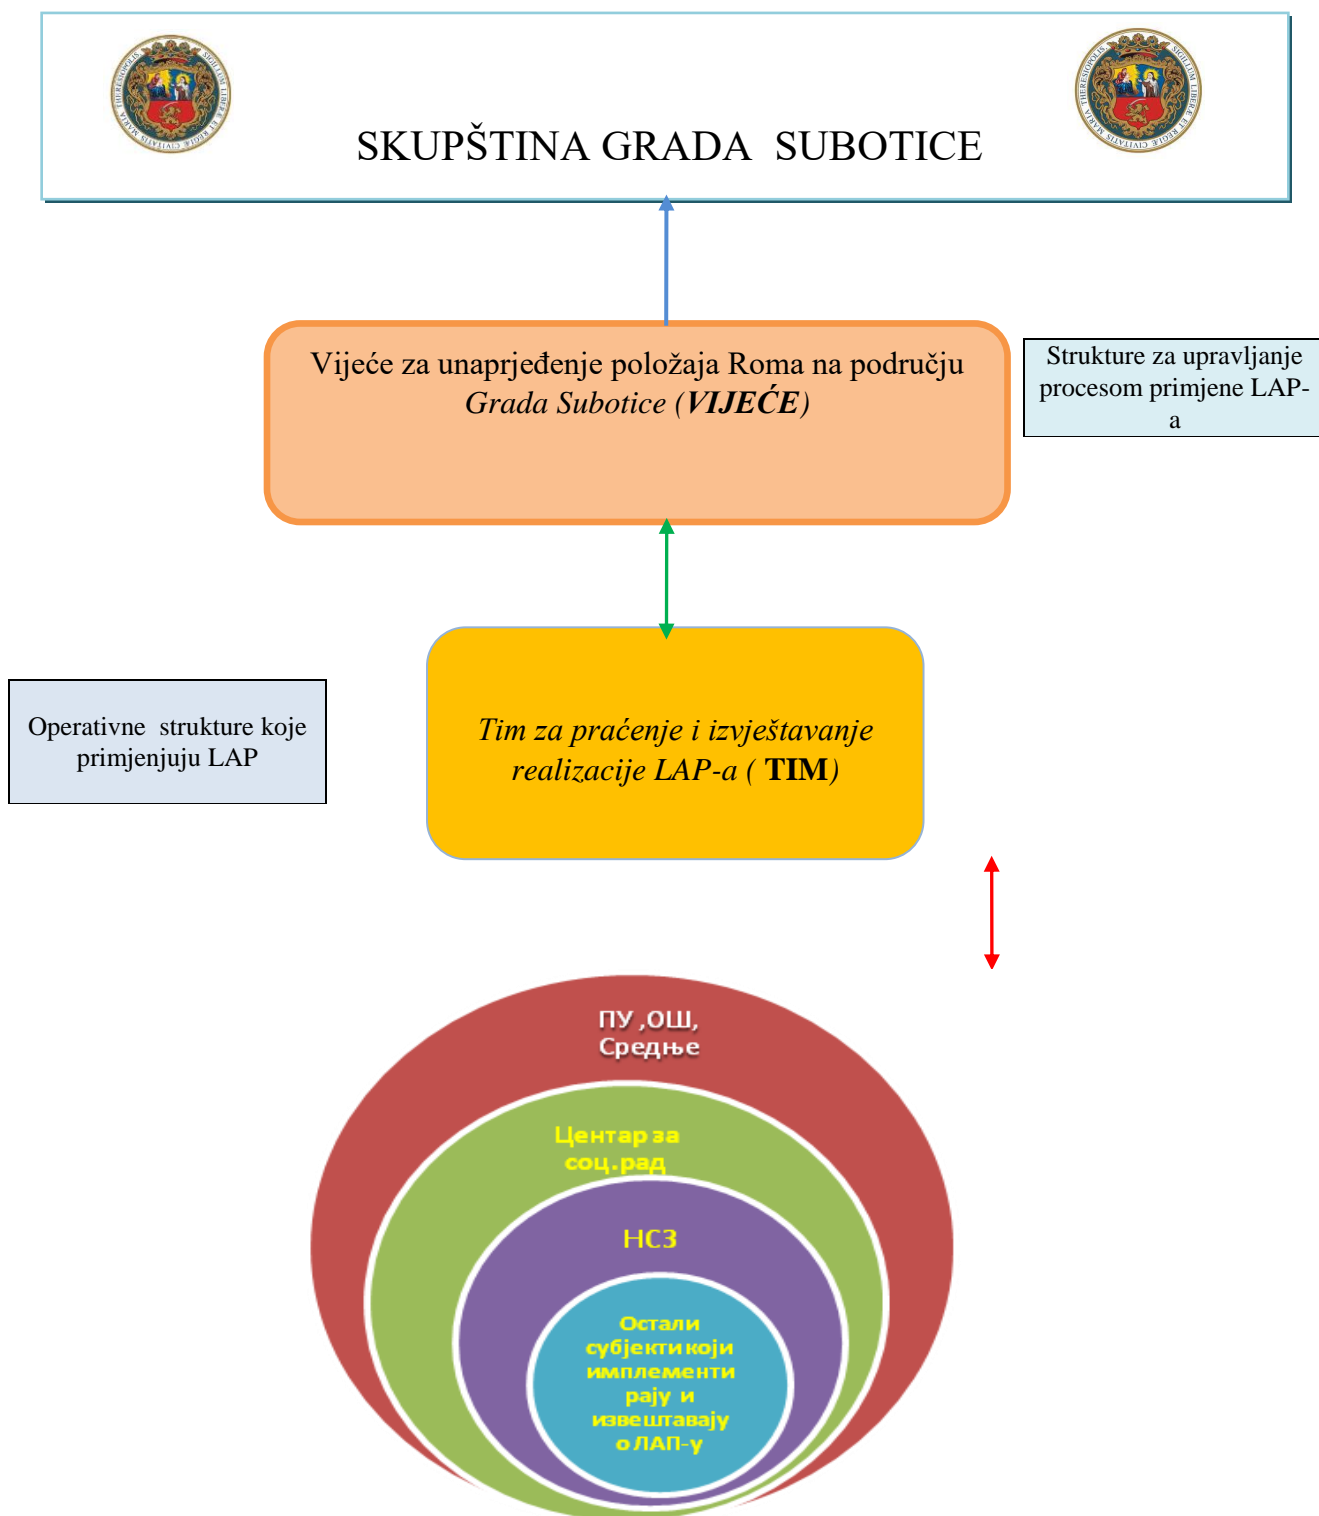 SKUPŠTINA GRADA SUBOTICE
Vijeće za unaprjeđenje položaja Roma na području
Grada Subotice (VIJEĆE)
Strukture za upravljanje
procesom primjene LAP-
a
Operativne strukture koje
primjenjuju LAP
Tim za praćenje i izvještavanje
realizacije LAP-a ( TIM)
ПУ ,ОШ,
Средње
Центар за
соц.рад
НСЗ
Остали
субјекти који
имплементи
рају и
извештавају
о ЛАП-у